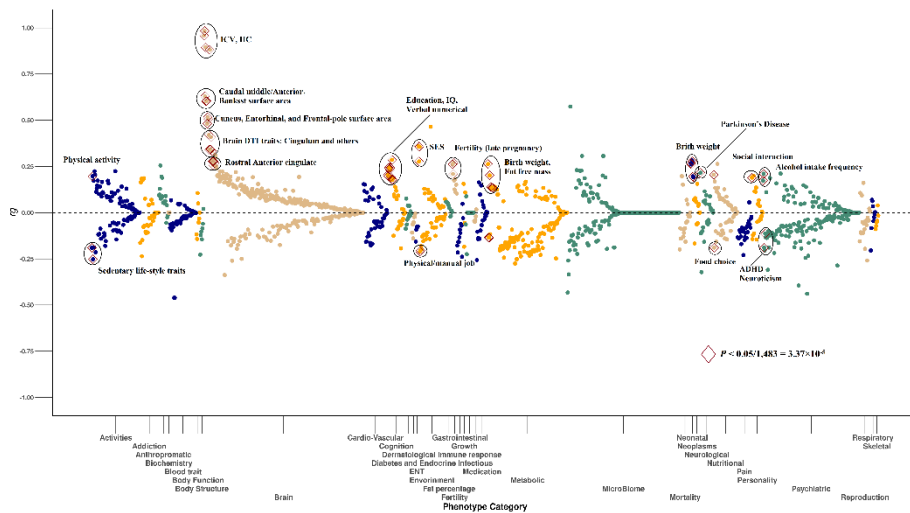 1.00
ICV, HC
0.75
Caudal middle/Anterior-
Banksst surface area
Education, IQ,
Verbal numerical
0.50
Cuneus, Entorhinal, and Frontal-pole surface area
Parkinson's Disease
Brain DTI traits: Cingulum and others
SES
Fertility (late pregnancy)
Brith weight
Social interaction
Physical activity
Rostral Anterior cingulate
Birth weight,
Fat free mass
Alcohol intake frequency
0.25
rg
0.00
-0.25
Sedentary life-style traits
Physical/manual job
Food choice
ADHD
Neuroticism
-0.50
-0.75
P < 0.05/1,483 = 3.37×10⁻⁵
-1.00
Activities
Cardio-Vascular
Gastrointestinal
Neonatal
Respiratory
Addiction
Cognition
Growth
Neoplasms
Skeletal
Anthropromatic
Dermatological
Immune response
Neurological
Biochemistry
Diabetes and Endocrine
Infectious
Nutritional
Blood trait
ENT
Medication
Pain
Body Function
Envorinment
Metabolic
Personality
Body Structure
Fel percentage
MicroBiome
Psychiatric
Brain
Fertility
Mortality
Reproduction
Phenotype Category